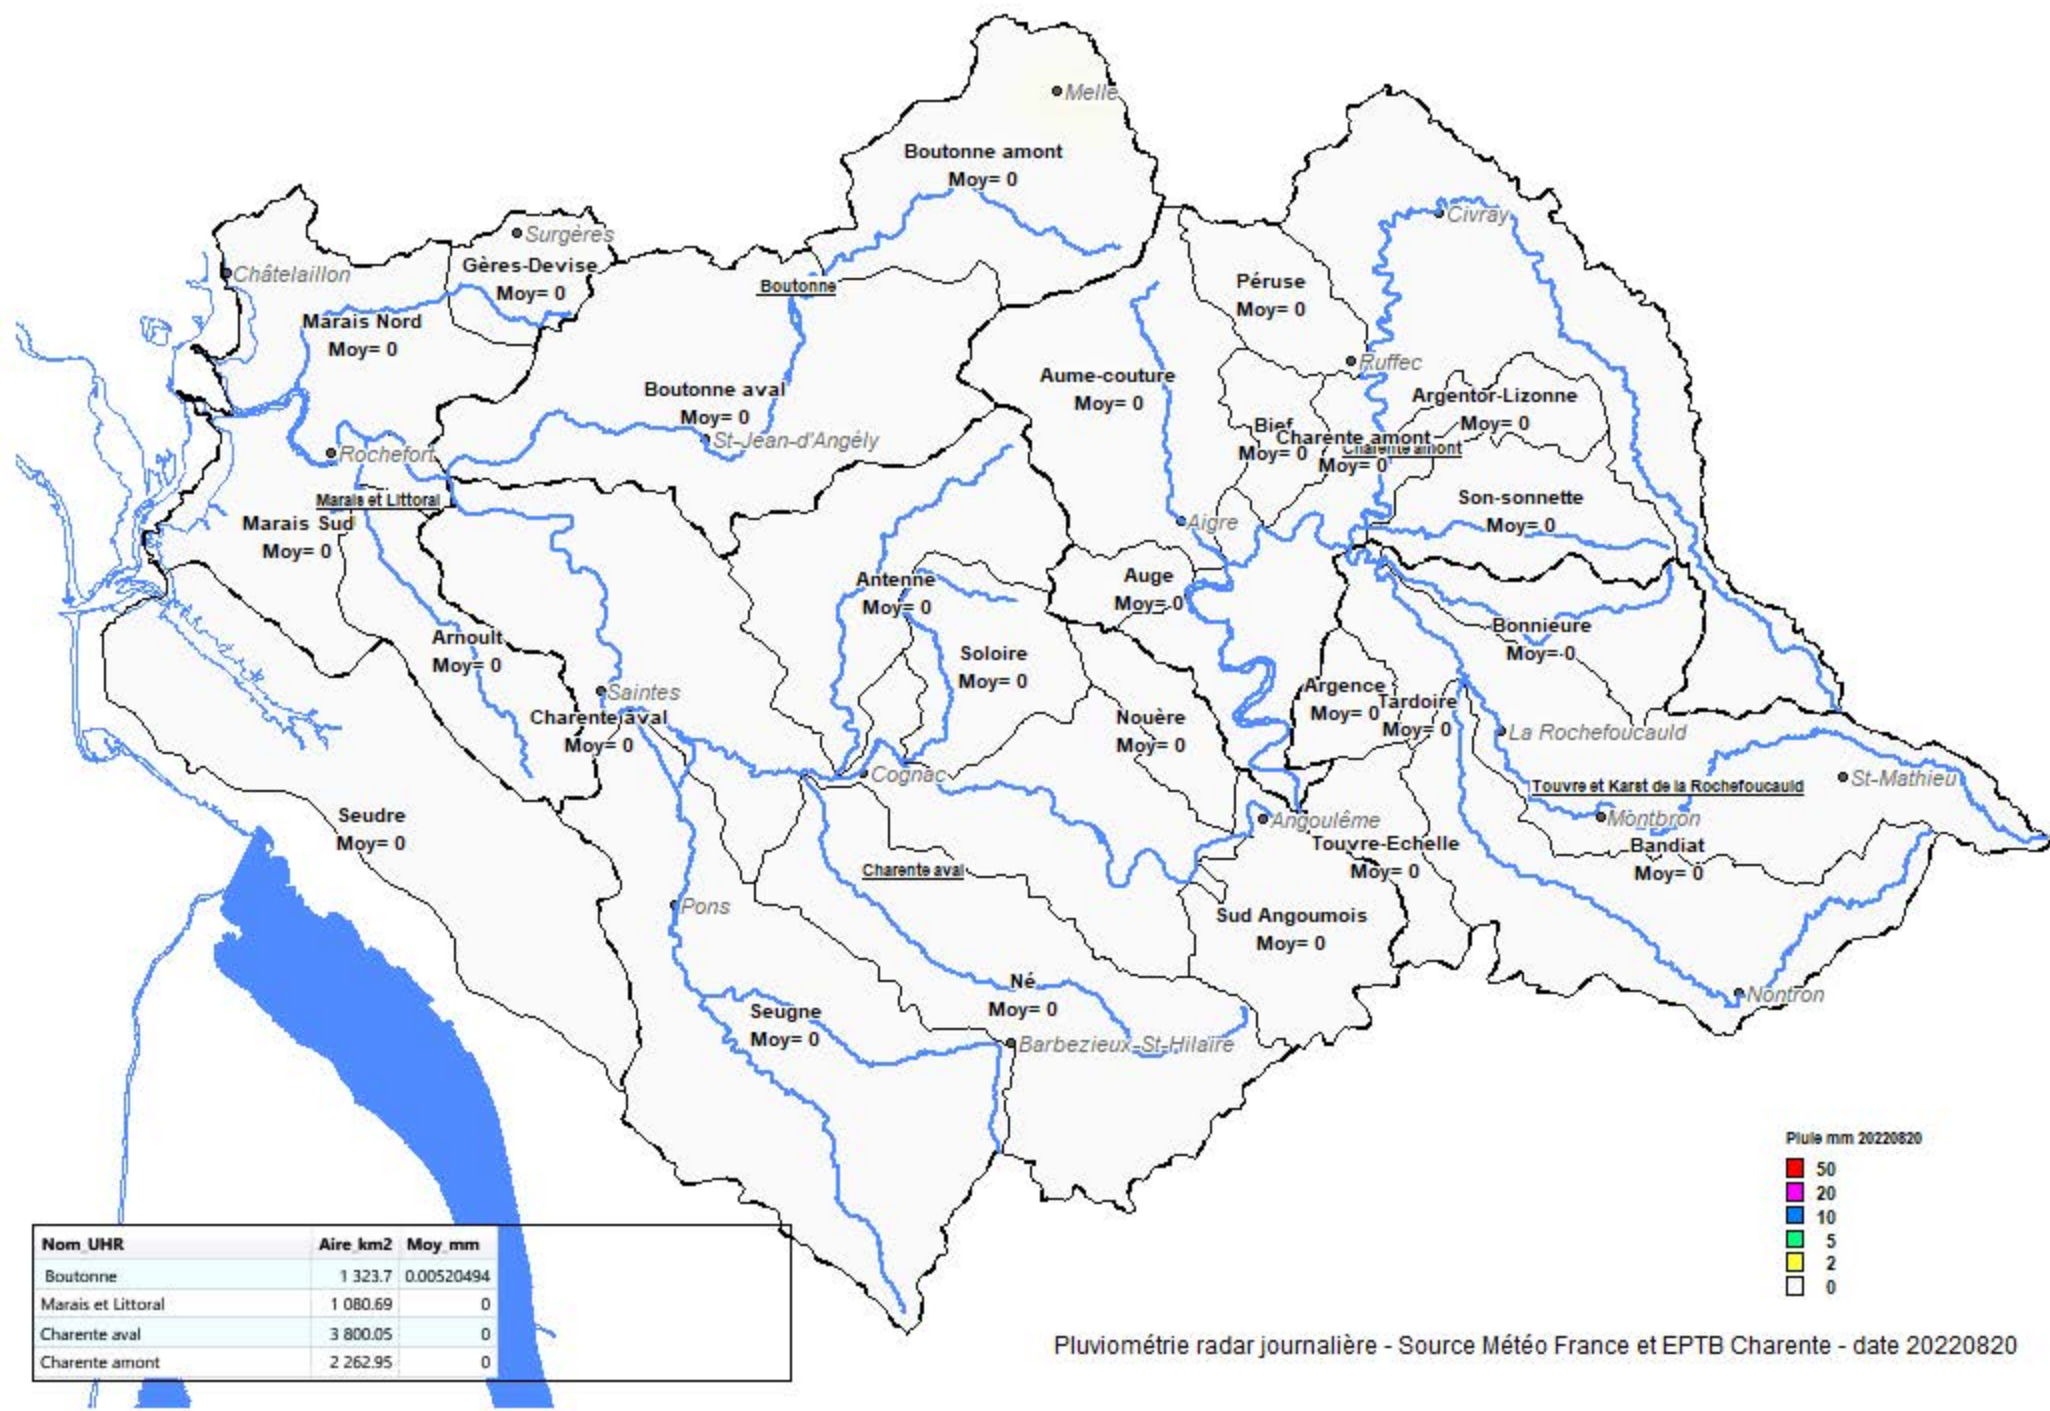 Melle
Boutonne amont
Moy= 0
Civray
Surgères
Châtelaillon
Gères-Devise
Moy= 0
Boutonne
Péruse
Moy= 0
Marais Nord
Moy= 0
Ruffec
Aume-couture
Moy= 0
Boutonne aval
Moy= 0
Argentor-Lizonne
Moy= 0
Bief
Moy= 0
Charente amont
Moy= 0
Charente amont
St-Jean-d'Angély
Rochefort
Marais et Littoral
Son-sonnette
Moy= 0
Marais Sud
Moy= 0
Aigre
Antenne
Moy= 0
Auge
Moy= 0
Bonnieure
Moy= 0
Arnoult
Moy= 0
Soloire
Moy= 0
Saintes
Argence
Moy= 0
Tardoire
Moy= 0
Charente aval
Moy= 0
Nouère
Moy= 0
La Rochefoucauld
Cognac
Touvre et Karst de la Rochefoucauld
St-Mathieu
Seudre
Moy= 0
Angoulême
Montbron
Touvre-Echelle
Moy= 0
Bandiat
Moy= 0
Charente aval
Pons
Sud Angoumois
Moy= 0
Né
Moy= 0
Nontron
Seugne
Moy= 0
Barbezieux-St-Hilaire
Pluie mm 20220820
50
20
10
5
2
0
Nom_UHR Aire_km2 Moy_mm
Boutonne 1 323.7 0.00520494
Marais et Littoral 1 080.69 0
Charente aval 3 800.05 0
Charente amont 2 262.95 0
Pluviométrie radar journalière - Source Météo France et EPTB Charente - date 20220820